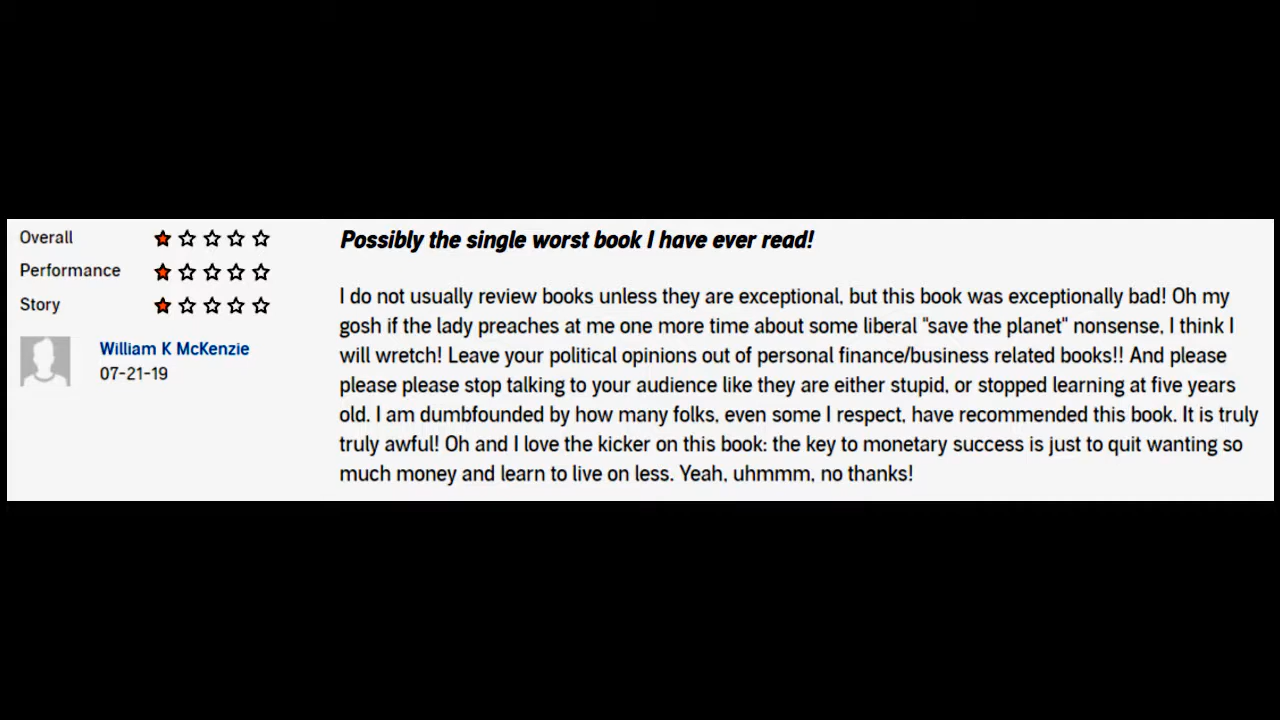 Overall
Performance
Story
William K McKenzie
07-21-19
Possibly the single worst book I have ever read!
I do not usually review books unless they are exceptional, but this book was exceptionally bad! Oh my
gosh if the lady preaches at me one more time about some liberal "save the planet" nonsense, I think I
will wretch! Leave your political opinions out of personal finance/business related books!! And please
please please stop talking to your audience like they are either stupid, or stopped learning at five years
old. I am dumbfounded by how many folks, even some I respect, have recommended this book. It is truly
truly awful! Oh and I love the kicker on this book: the key to monetary success is just to quit wanting so
much money and learn to live on less. Yeah, uhmmm, no thanks!